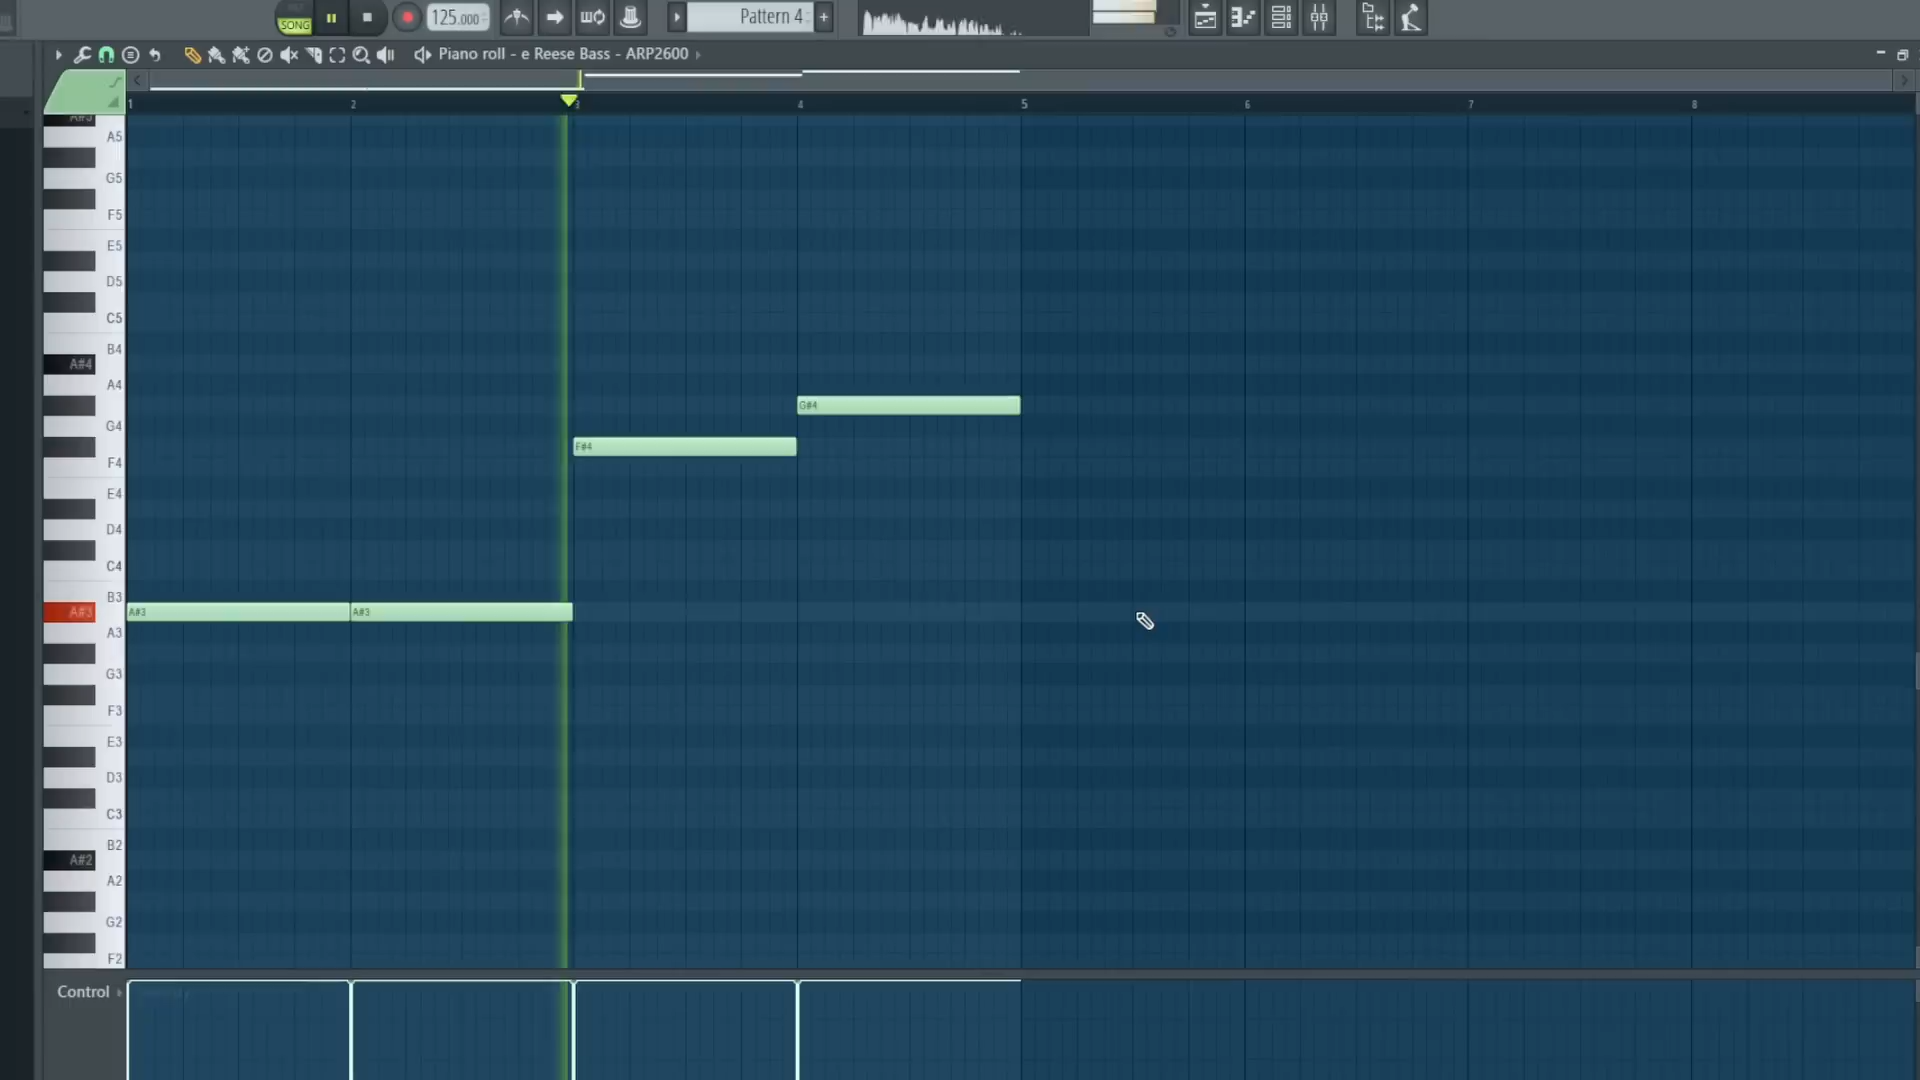 SONG
125.000
Pattern 4
+
Piano roll - e Reese Bass - ARP2600
1 2 3 4 5 6 7 8
A5
G5
F5
E5
D5
C5
B4
A#4
A4
G#4
G4
F#4
F4
E4
D4
C4
B3
A#3 A#3 A#3
A3
G3
F3
E3
D3
C3
B2
A#2
A2
G2
F2
Control